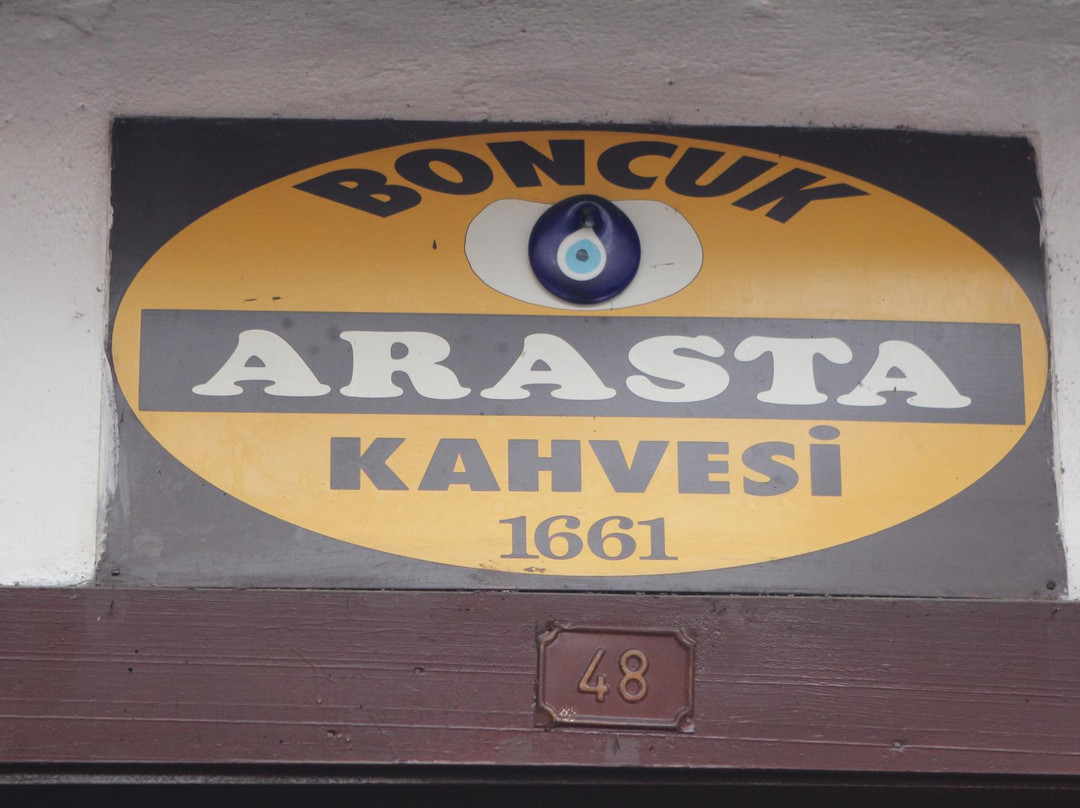 BONCUK
ARASTA
KAHVESİ
1661
48